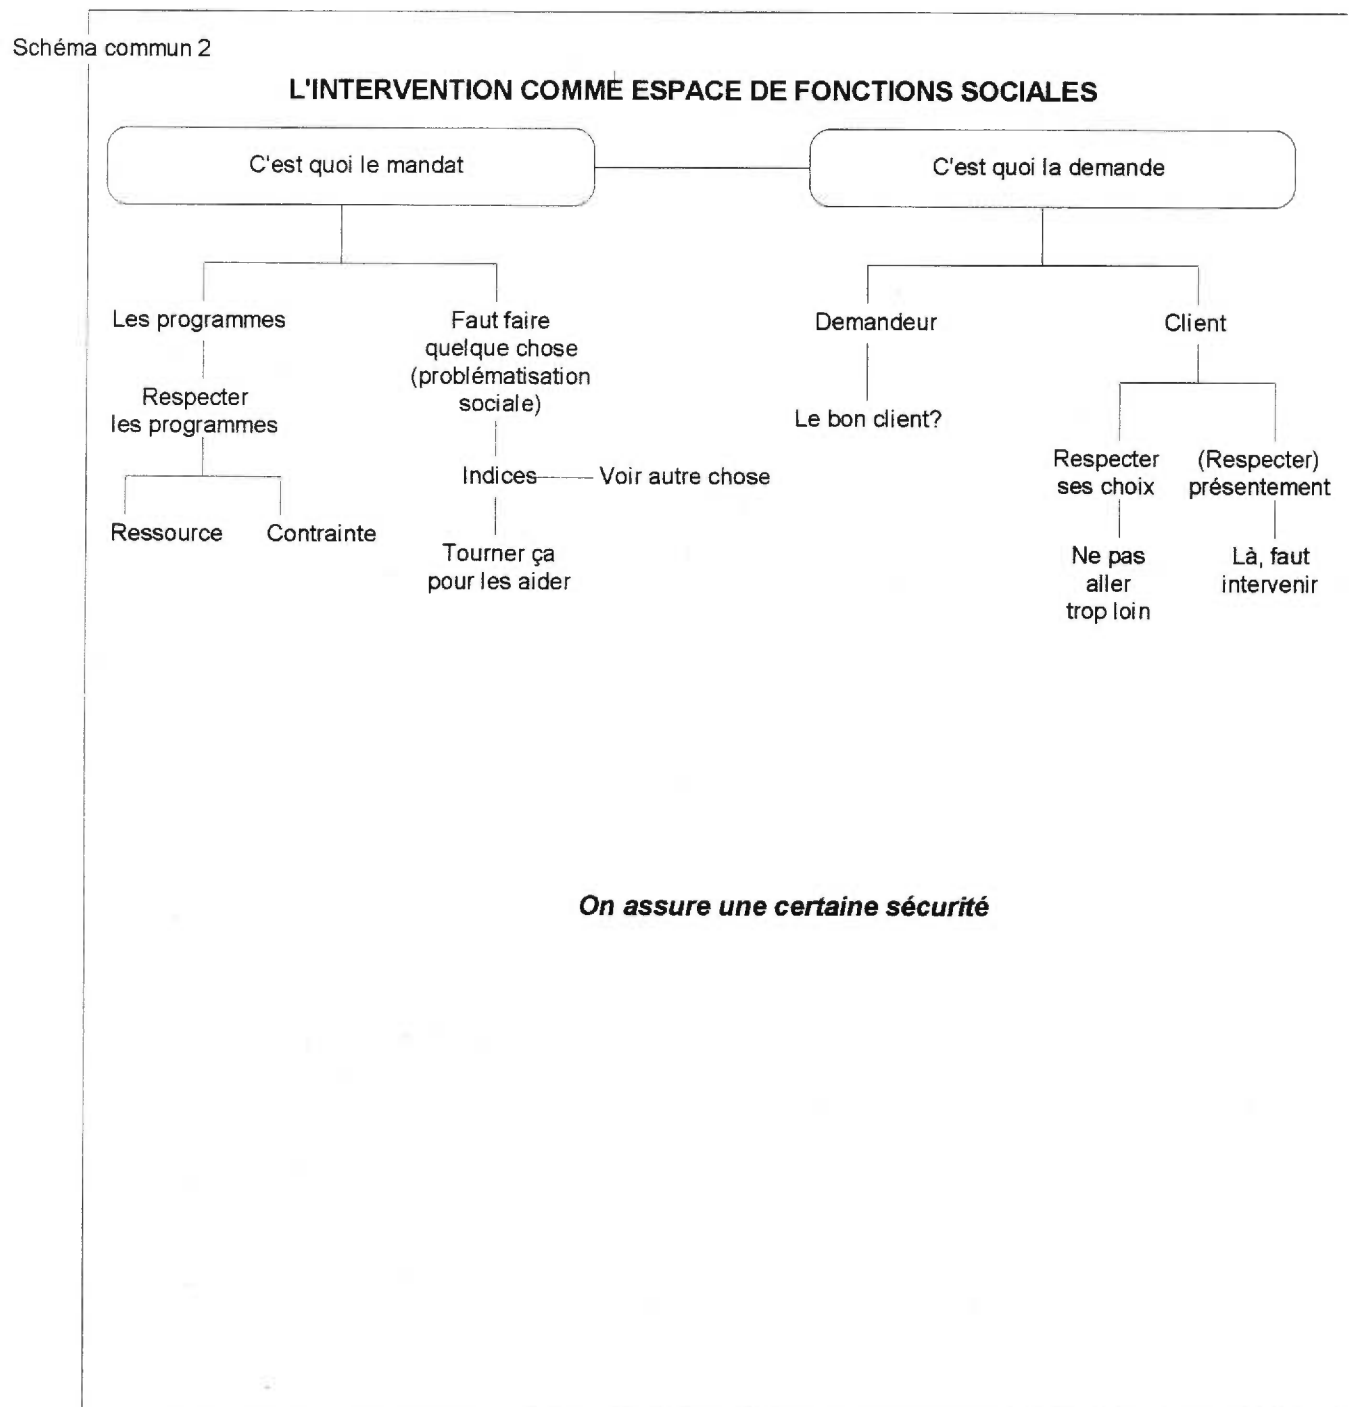 Schéma commun 2
L'INTERVENTION COMME ESPACE DE FONCTIONS SOCIALES
C'est quoi le mandat
C'est quoi la demande
Les programmes
Faut faire
quelque chose
(problématisation
sociale)
Demandeur
Client
Respecter
les programmes
Le bon client?
Indices
Voir autre chose
Respecter
ses choix
(Respecter)
présentement
Ressource
Contrainte
Tourner ça
pour les aider
Ne pas
aller
trop loin
Là, faut
intervenir
On assure une certaine sécurité